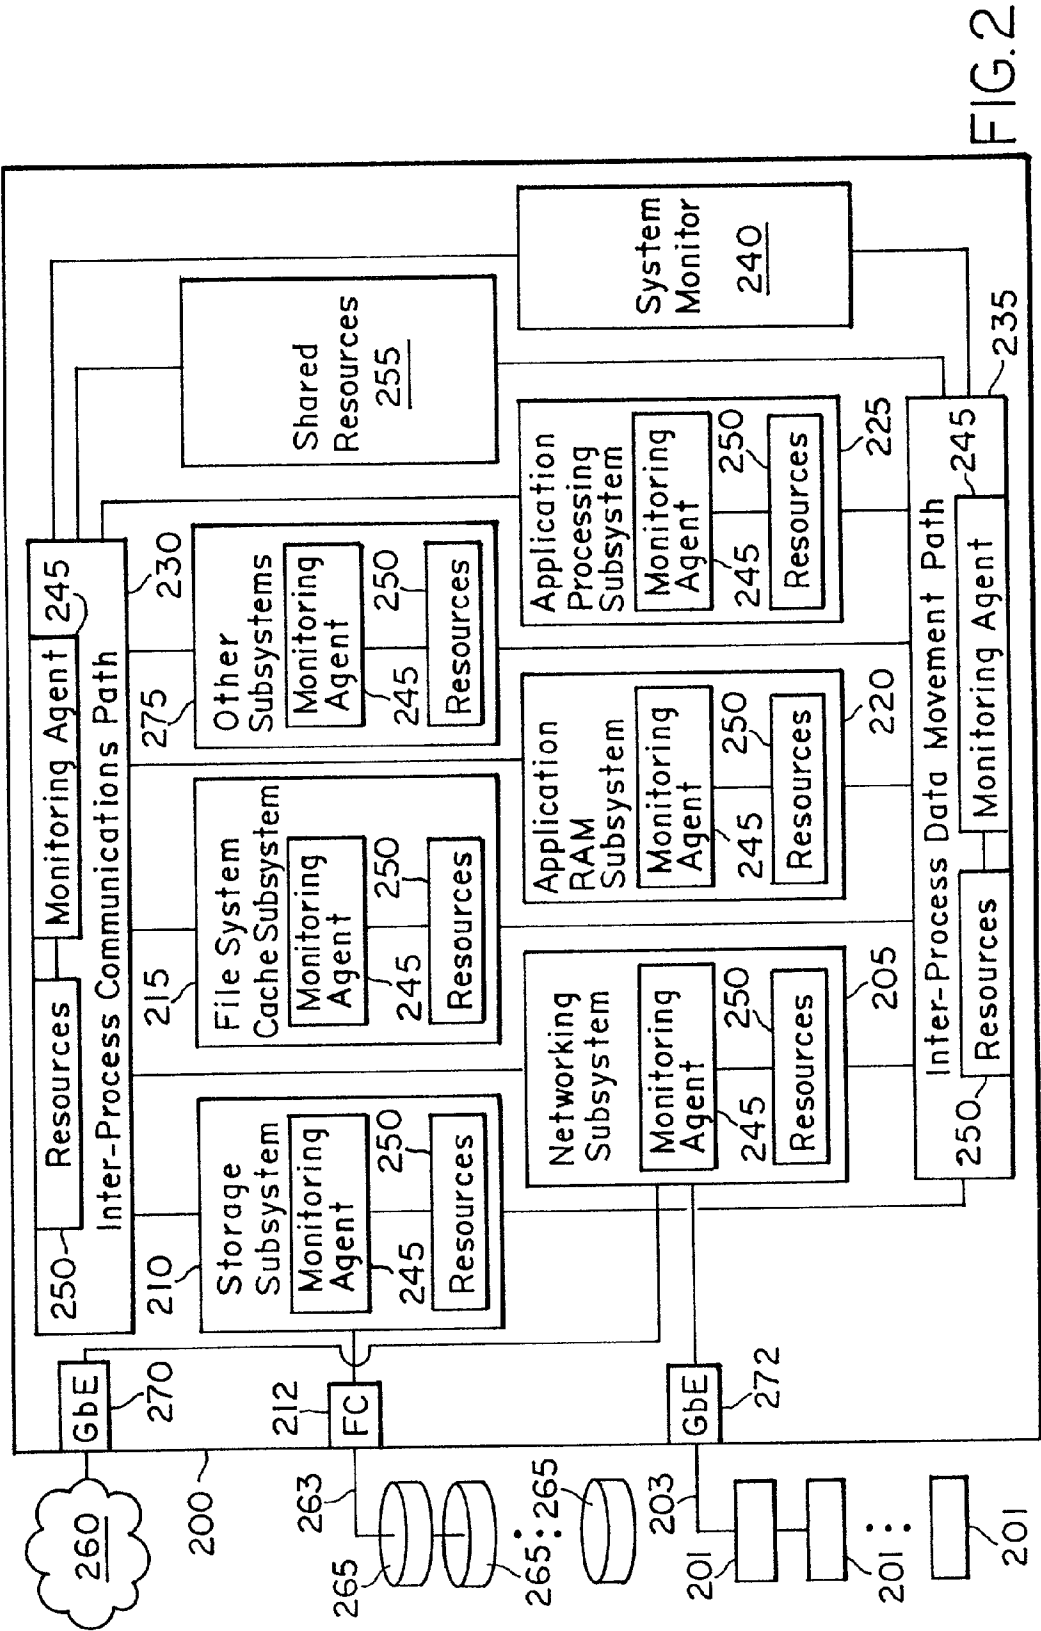 260
GbE
270
200
250
Resources
Monitoring Agent
245
Inter-Process Communications Path
230
210
Storage
Subsystem
Monitoring
Agent
245
250
Resources
215
File System
Cache Subsystem
Monitoring
Agent
245
250
Resources
275
Other
Subsystems
Monitoring
Agent
245
250
Resources
Shared
Resources
255
System
Monitor
240
212
FC
263
265
265
265
Networking
Subsystem
Monitoring
Agent
245
250
Resources
205
Application
RAM Subsystem
Subsystem
Monitoring
Agent
245
250
Resources
220
Application
Processing
Subsystem
Monitoring
Agent
245
250
Resources
225
GbE
272
203
201
201
201
Inter-Process Data Movement Path
235
250
Resources
Monitoring Agent
245
FIG.2